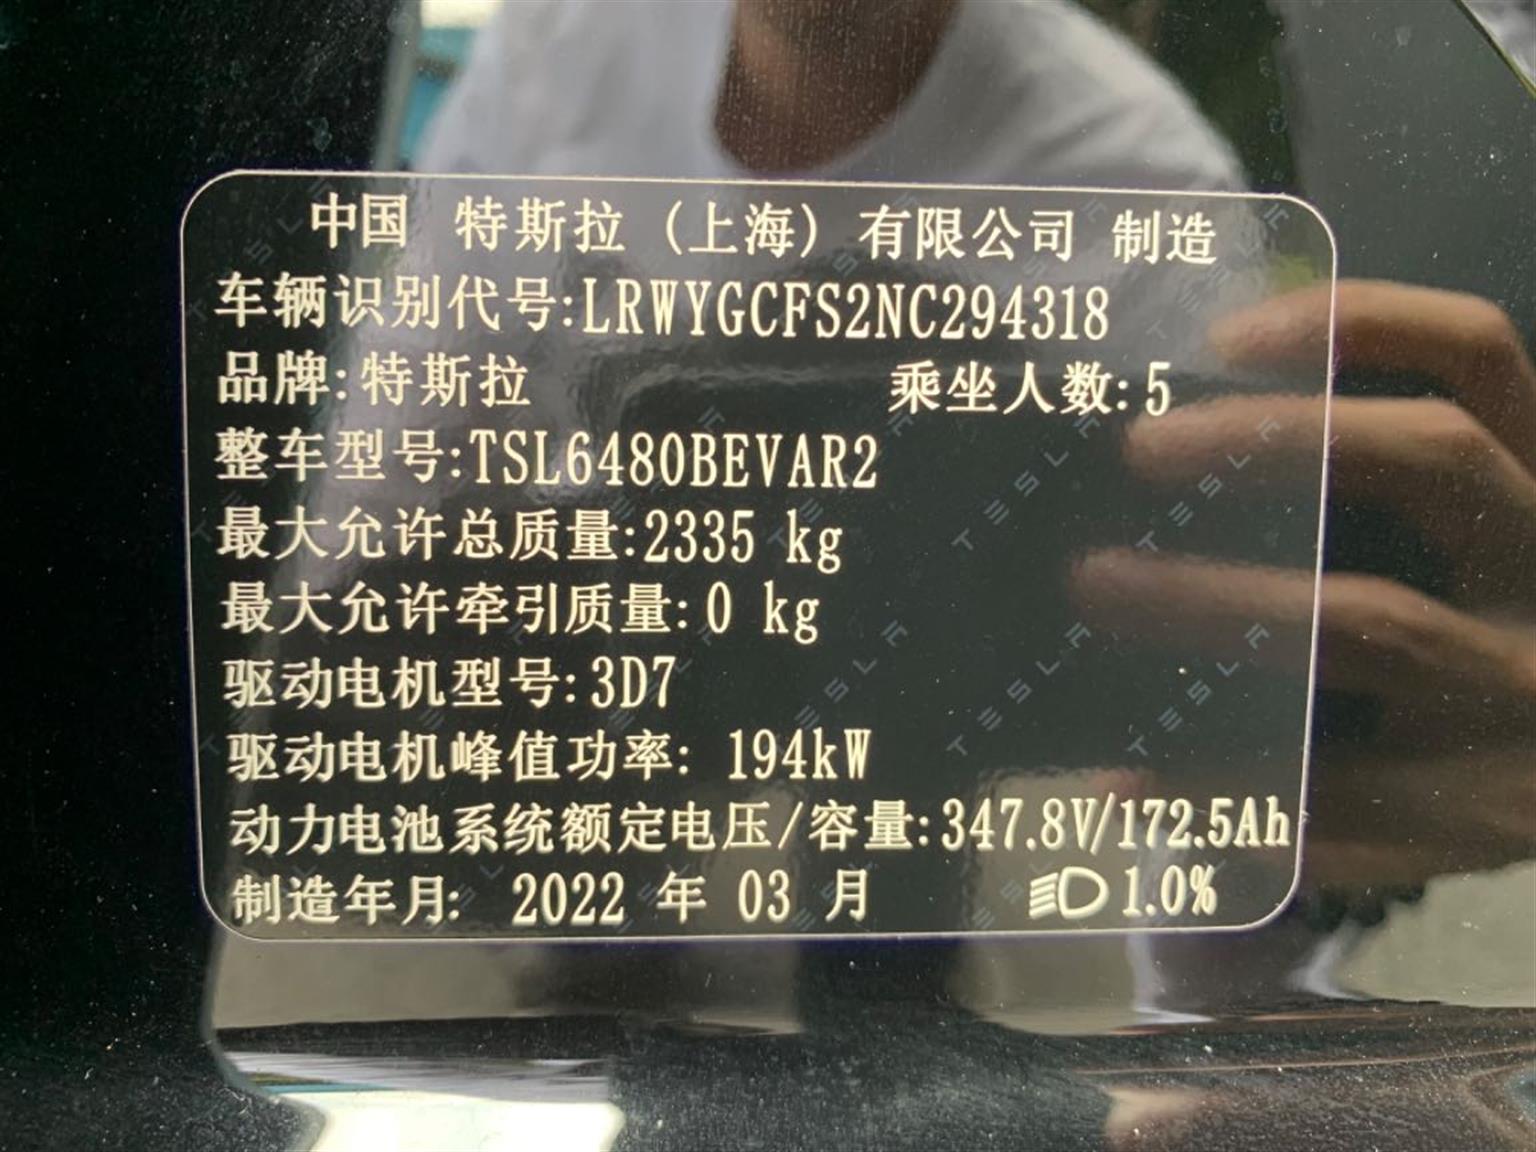 中国 特斯拉（上海）有限公司 制造
车辆识别代号:LRWYGCFS2NC294318
品牌:特斯拉 乘坐人数:5
整车型号:TSL6480BEVAR2
最大允许总质量:2335 kg
最大允许牵引质量:0 kg
驱动电机型号:3D7
驱动电机峰值功率: 194kW
动力电池系统额定电压/容量:347.8V/172.5Ah
制造年月: 2022 年 03 月 1.0%
TESLA